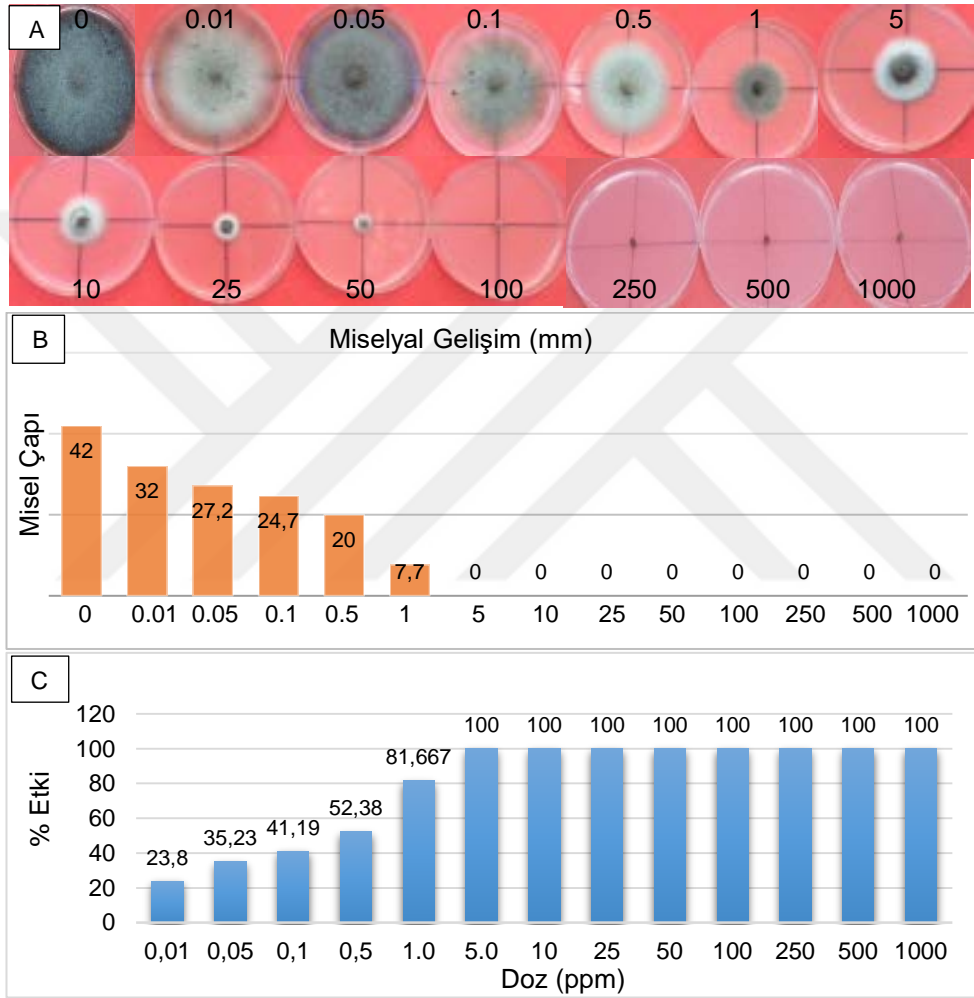 A
0 0.01 0.05 0.1 0.5 1 5
10 25 50 100 250 500 1000
B
Miselyal Gelişim (mm)
Misel Çapı
42 32 27,2 24,7 20 7,7 0 0 0 0 0 0 0 0
0 0.01 0.05 0.1 0.5 1 5 10 25 50 100 250 500 1000
C
% Etki
120
100
80
60
40
20
0
23,8 35,23 41,19 52,38 81,667 100 100 100 100 100 100 100 100
0,01 0,05 0,1 0,5 1.0 5.0 10 25 50 100 250 500 1000
Doz (ppm)